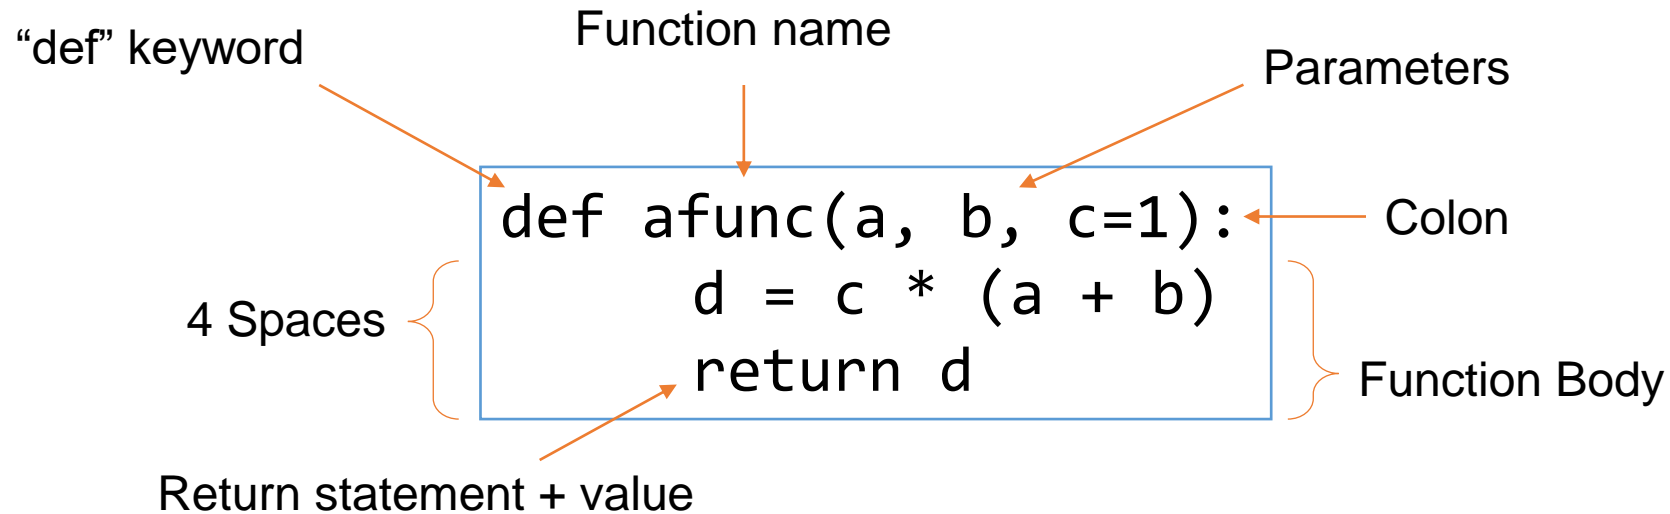 “def” keyword
Function name
Parameters
def afunc(a, b, c=1):
Colon
d = c * (a + b)
4 Spaces
return d
Function Body
Return statement + value